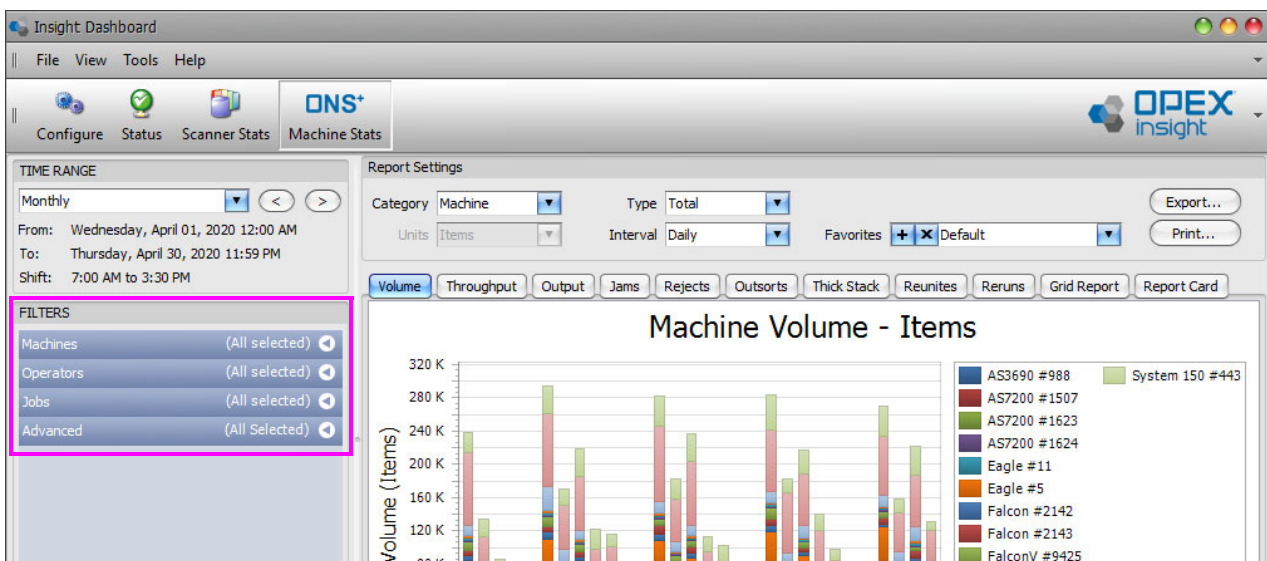 Insight Dashboard
File View Tools Help
Configure Status Scanner Stats ONS+ Machine Stats
OPEX
insight
TIME RANGE
Monthly < >
From: Wednesday, April 01, 2020 12:00 AM
To: Thursday, April 30, 2020 11:59 PM
Shift: 7:00 AM to 3:30 PM
FILTERS
Machines (All selected)
Operators (All selected)
Jobs (All selected)
Advanced (All Selected)
Report Settings
Category Machine Type Total Export...
Units Items Interval Daily Favorites + x Default Print...
Volume Throughput Output Jams Rejects Outsorts Thick Stack Reunites Reruns Grid Report Report Card
Machine Volume - Items
Volume (Items)
320 K
280 K
240 K
200 K
160 K
120 K
80 K
AS3690 #988
AS7200 #1507
AS7200 #1623
AS7200 #1624
Eagle #11
Eagle #5
Falcon #2142
Falcon #2143
FalconV #9425
System 150 #443